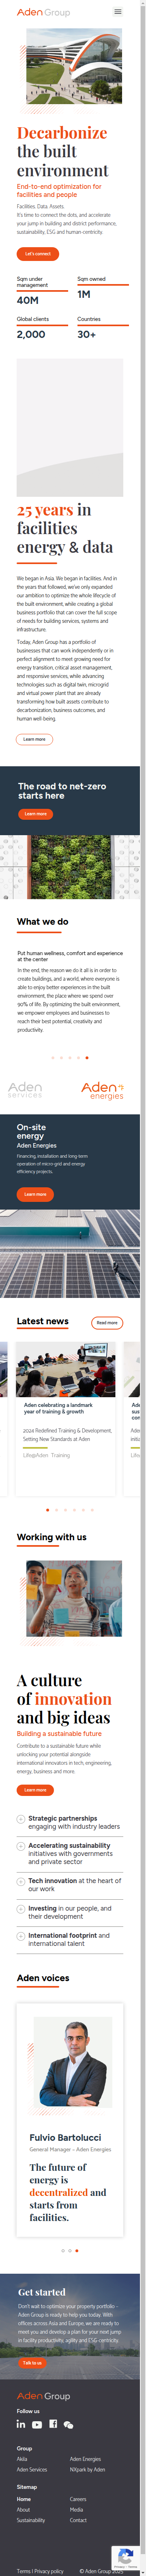 Aden Group
Decarbonize
the built
environment
End-to-end optimization for
facilities and people
Facilities. Data. Assets.
It's time to connect the dots, and accelerate
your jump in building and district performance,
sustainability, ESG and human-centricity.
Let's connect
Sqm under
management
40M
Sqm owned
1M
Global clients
2,000
Countries
30+
25 years in
facilities
energy & data
We began in Asia. We began in facilities. And in
the years that followed, we've only expanded
our ambition to optimize the whole lifecycle of
the built environment, while creating a global
business portfolio that can cover the full scope
of needs for building services, systems and
infrastructure.
Today, Aden Group has a portfolio of
businesses that can work independently or in
perfect alignment to meet growing need for
energy transition, critical asset management,
and responsive services, while advancing
technologies such as digital twin, microgrid
and virtual power plant that are already
transforming how built assets contribute to
decarbonization, business outcomes, and
human well-being.
Learn more
The road to net-zero
starts here
Learn more
What we do
Put human wellness, comfort and experience
at the center
In the end, the reason we do it all is to create
vivants, buildings, and a world, where anyone is
able to enjoy better experiences in the built
environment, the place where we spend over
90% of life. By optimizing the built environment,
we empower employees and businesses to
reach their best potential, creativity and
productivity.
Aden
services
Aden
energies
On-site
energy
Aden Energies
Financing, installation and long-term
operation of micro-grid and energy
efficiency projects.
Learn more
Latest news
Read more
Aden celebrating a landmark
year of training & growth
2024 Redefined Training & Development,
Setting New Standards at Aden
Life@Aden Training
Working with us
A culture
of innovation
and big ideas
Building a sustainable future
Contribute to a sustainable future while
unlocking your potential alongside
international innovators in tech, engineering,
energy, business and more.
Learn more
Strategic partnerships
engaging with industry leaders
Accelerating sustainability
initiatives with governments
and private sector
Tech innovation at the heart of
our work
Investing in our people, and
their development
International footprint and
international talent
Aden voices
Fulvio Bartolucci
General Manager – Aden Energies
The future of
energy is
decentralized and
starts from
facilities.
Get started
Don't wait to optimize your property portfolio –
Aden Group is ready to help you today. With
offices across Asia and Europe, we are ready to
meet you and develop a plan for your next jump
in facility productivity, agility and ESG-centricity.
Talk to us
Aden Group
Follow us
Group
Akila
Aden Energies
Aden Services
NXpark by Aden
Sitemap
Home
Careers
About
Media
Sustainability
Contact
Terms | Privacy policy
© Aden Group 2025